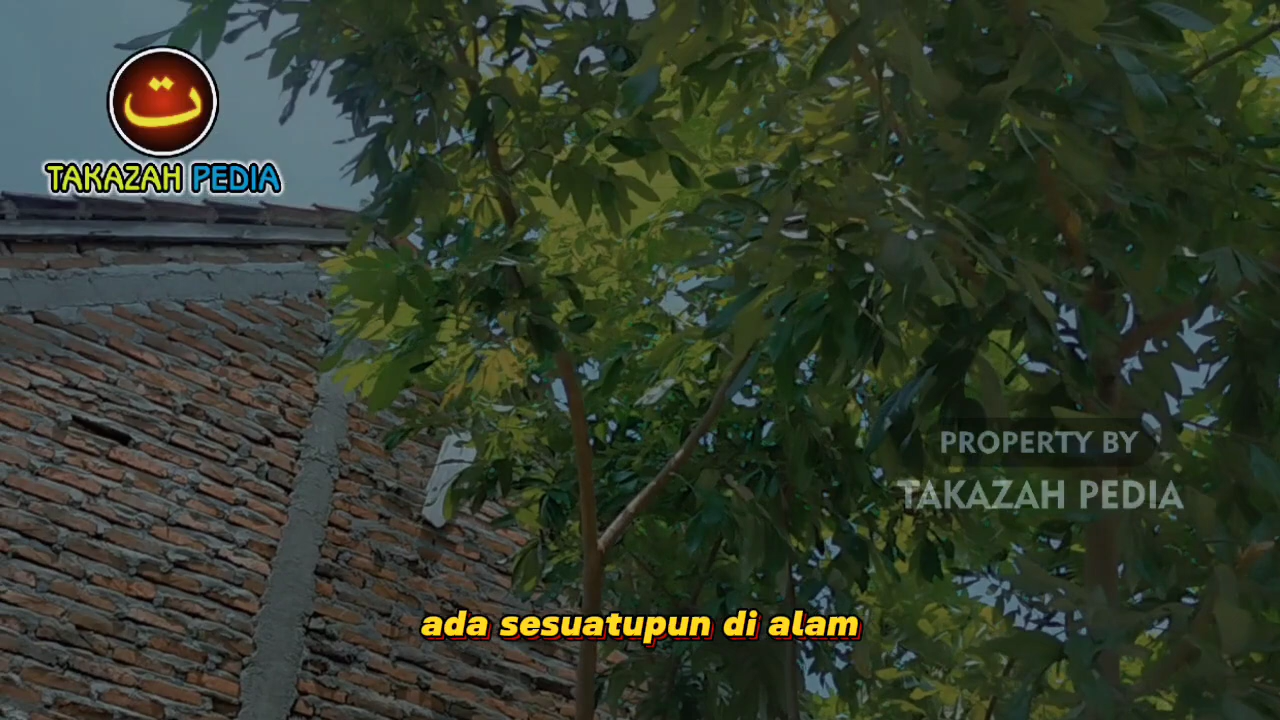 ت
TAKAZAH PEDIA
PROPERTY BY
TAKAZAH PEDIA
ada sesuatupun di alam